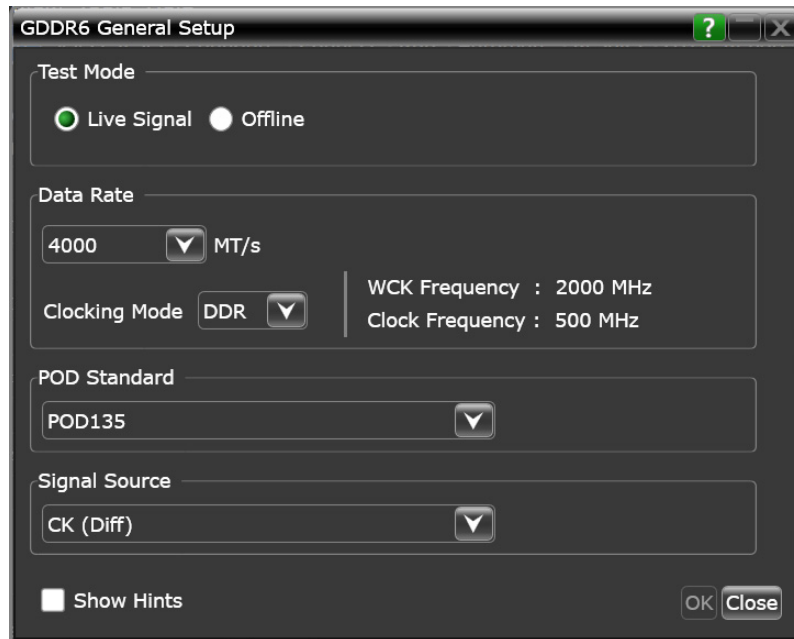 GDDR6 General Setup
?
X
Test Mode
Live Signal Offline
Data Rate
4000 MT/s
Clocking Mode DDR
WCK Frequency : 2000 MHz
Clock Frequency : 500 MHz
POD Standard
POD135
Signal Source
CK (Diff)
Show Hints
OK Close